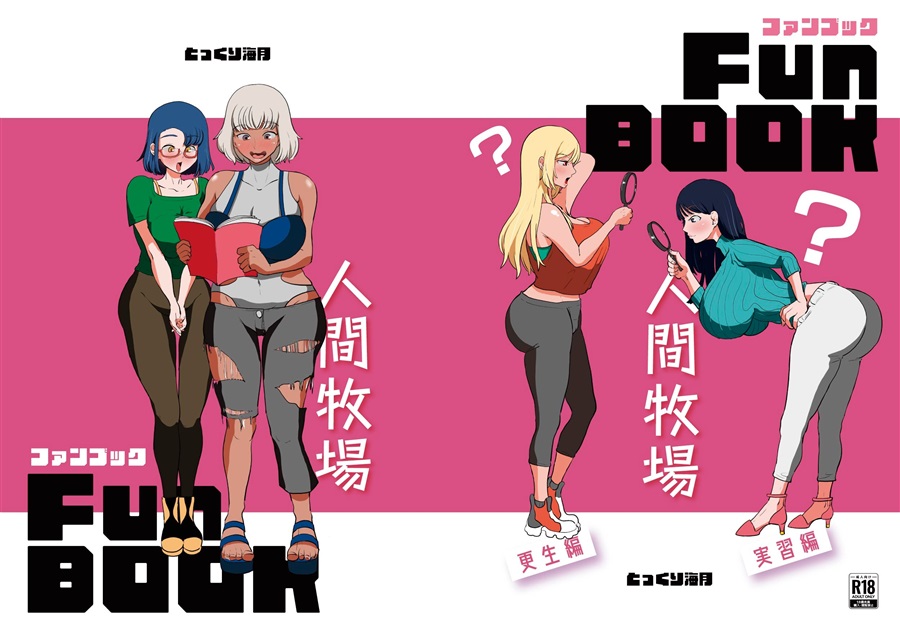 とっくり海月
人間牧場
ファンブック
Fun
BOOK
ファンブック
Fun
BOOK
?
?
人間牧場
更生編
実習編
とっくり海月
R18
ADULT ONLY